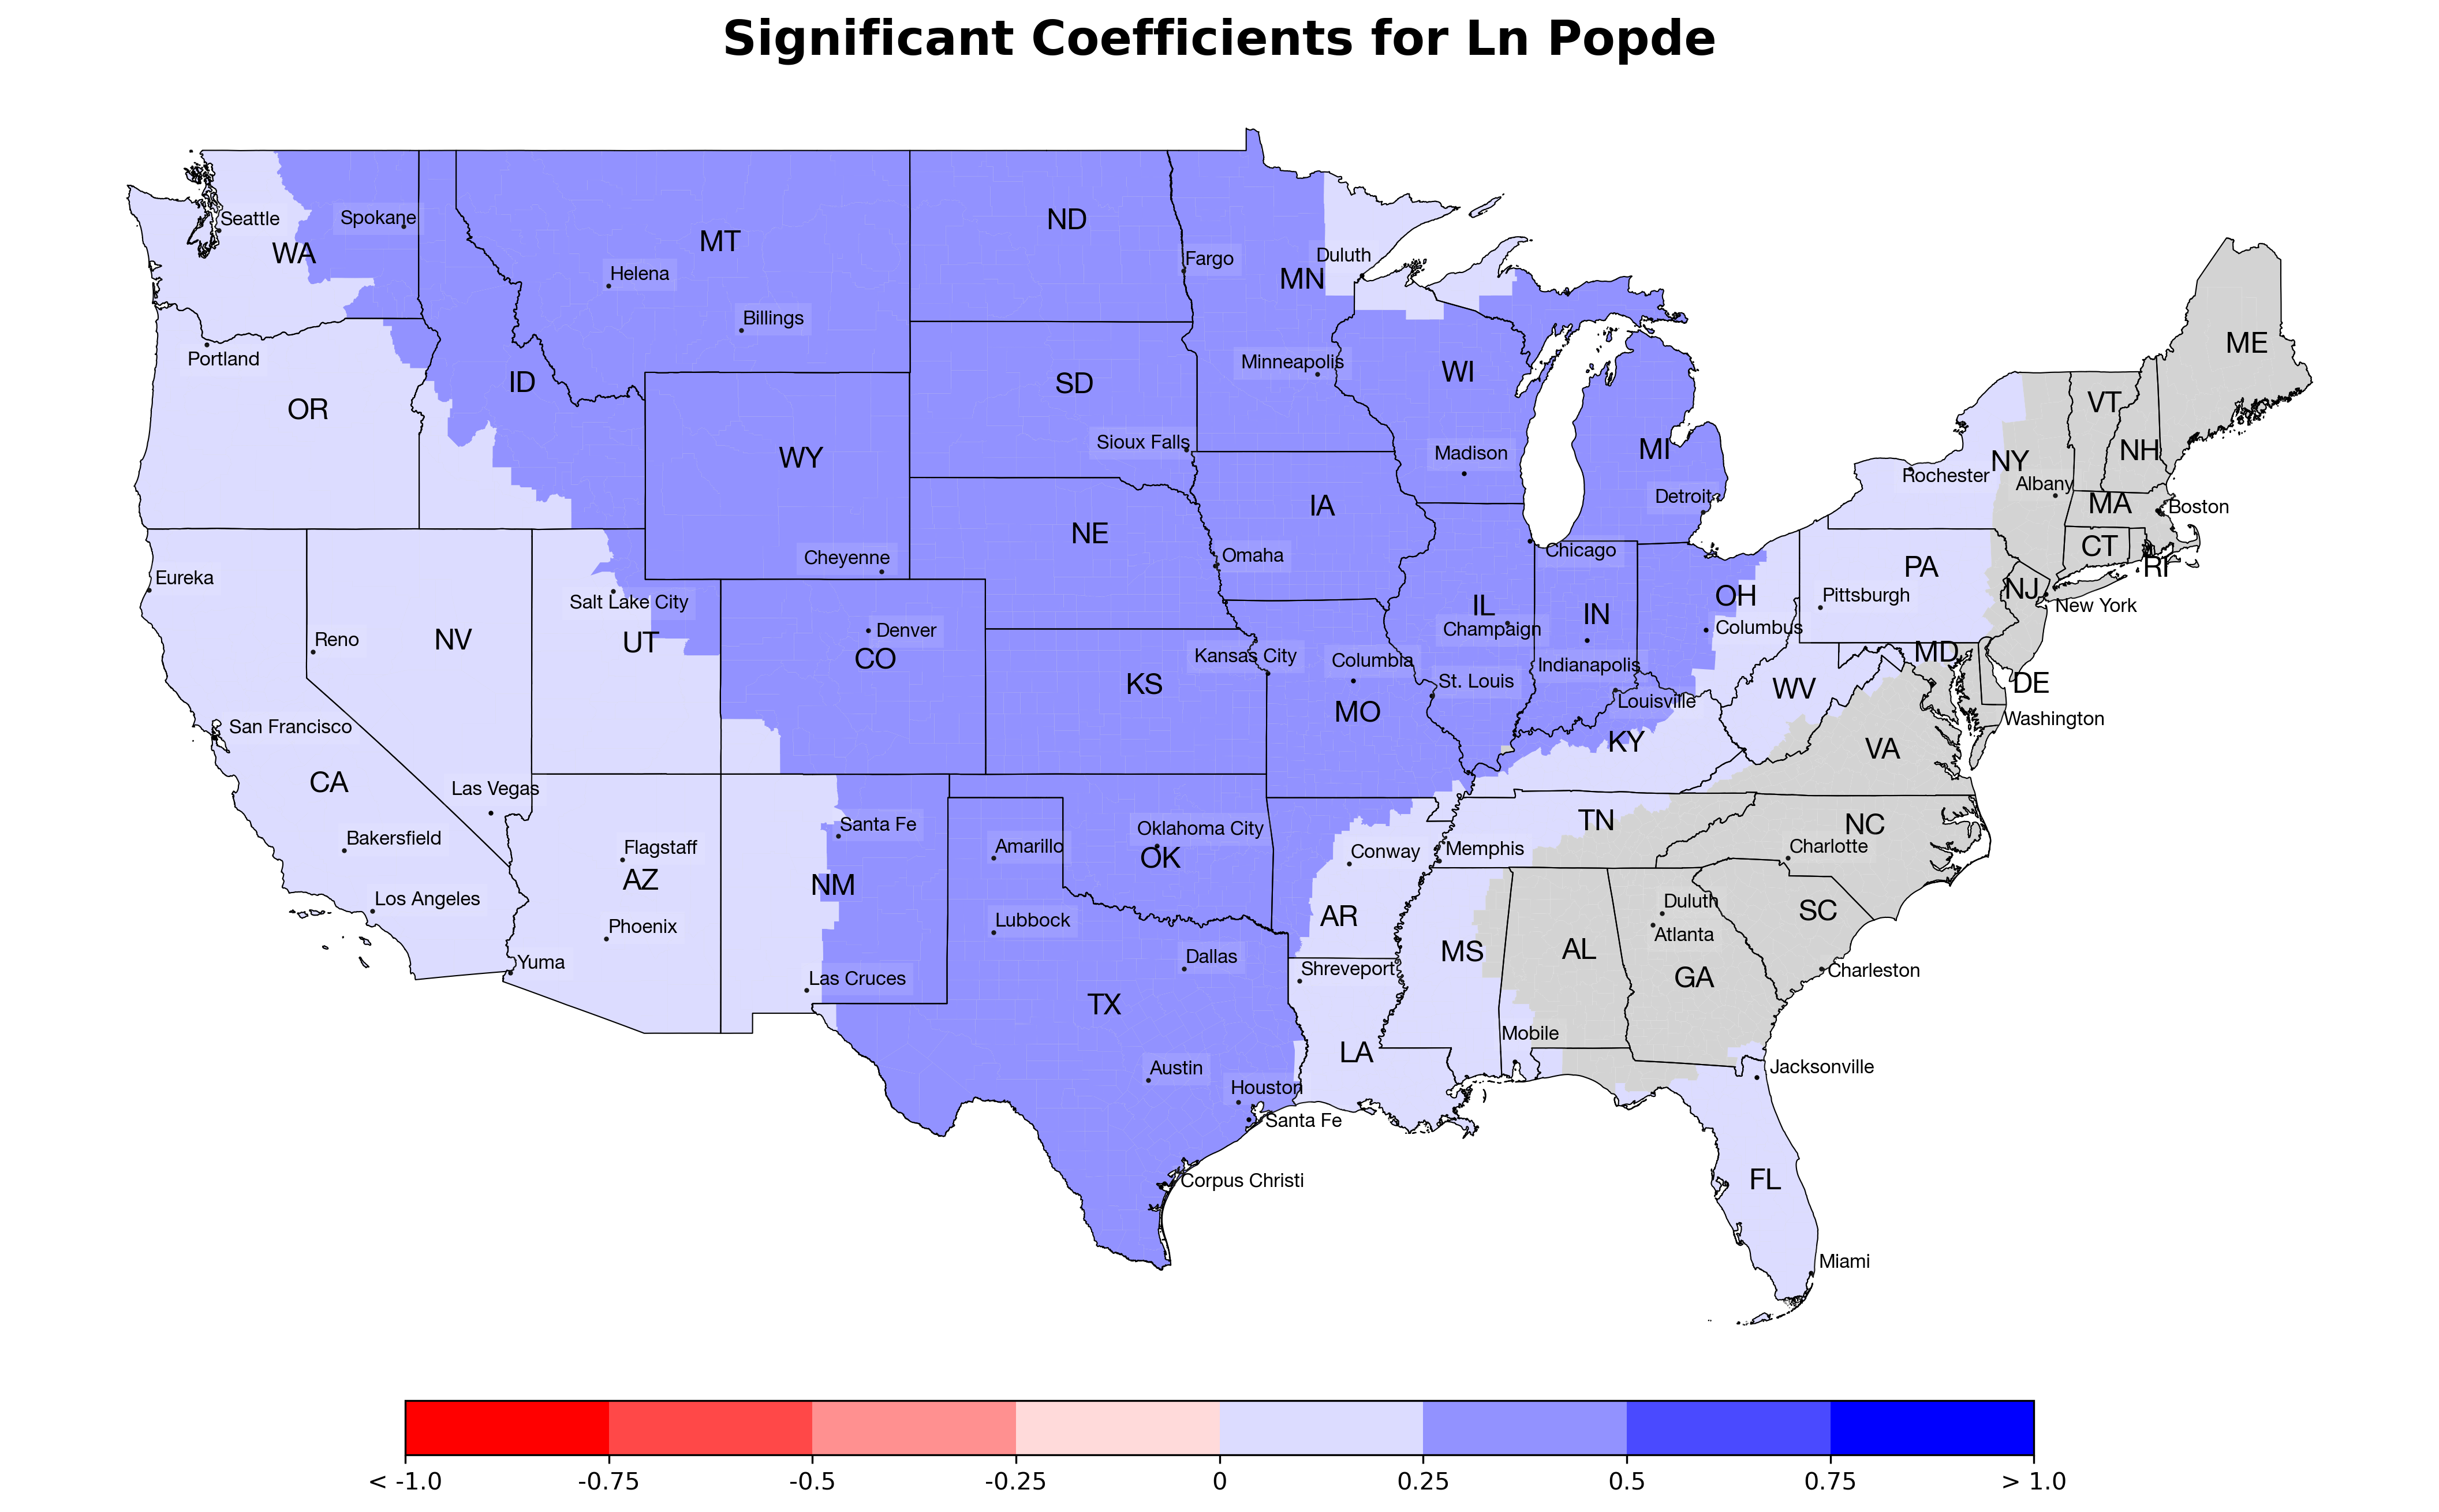 Significant Coefficients for Ln Popde
Seattle
Spokane
WA
MT
ND
Helena
Fargo
Duluth
MN
Billings
Portland
ID
OR
SD
Minneapolis
WI
ME
VT
WY
Sioux Falls
Madison
MI
NH
NY
Rochester
Albany
Detroit
IA
MA
Boston
NE
CT
RI
Cheyenne
Omaha
Chicago
PA
Eureka
Salt Lake City
IL
Champaign
IN
OH
Pittsburgh
NJ
New York
Reno
NV
UT
Denver
CO
Columbus
Kansas City
Columbia
Indianapolis
MD
KS
St. Louis
WV
DE
MO
Louisville
Washington
San Francisco
KY
VA
CA
Las Vegas
Bakersfield
Santa Fe
Oklahoma City
TN
NC
Flagstaff
AZ
Amarillo
OK
Conway
Memphis
Charlotte
NM
Los Angeles
Phoenix
Lubbock
AR
Duluth
SC
Atlanta
Yuma
Las Cruces
Dallas
Shreveport
MS
AL
GA
Charleston
TX
LA
Mobile
Austin
Houston
Jacksonville
Santa Fe
Corpus Christi
FL
Miami
< -1.0 -0.75 -0.5 -0.25 0 0.25 0.5 0.75 > 1.0